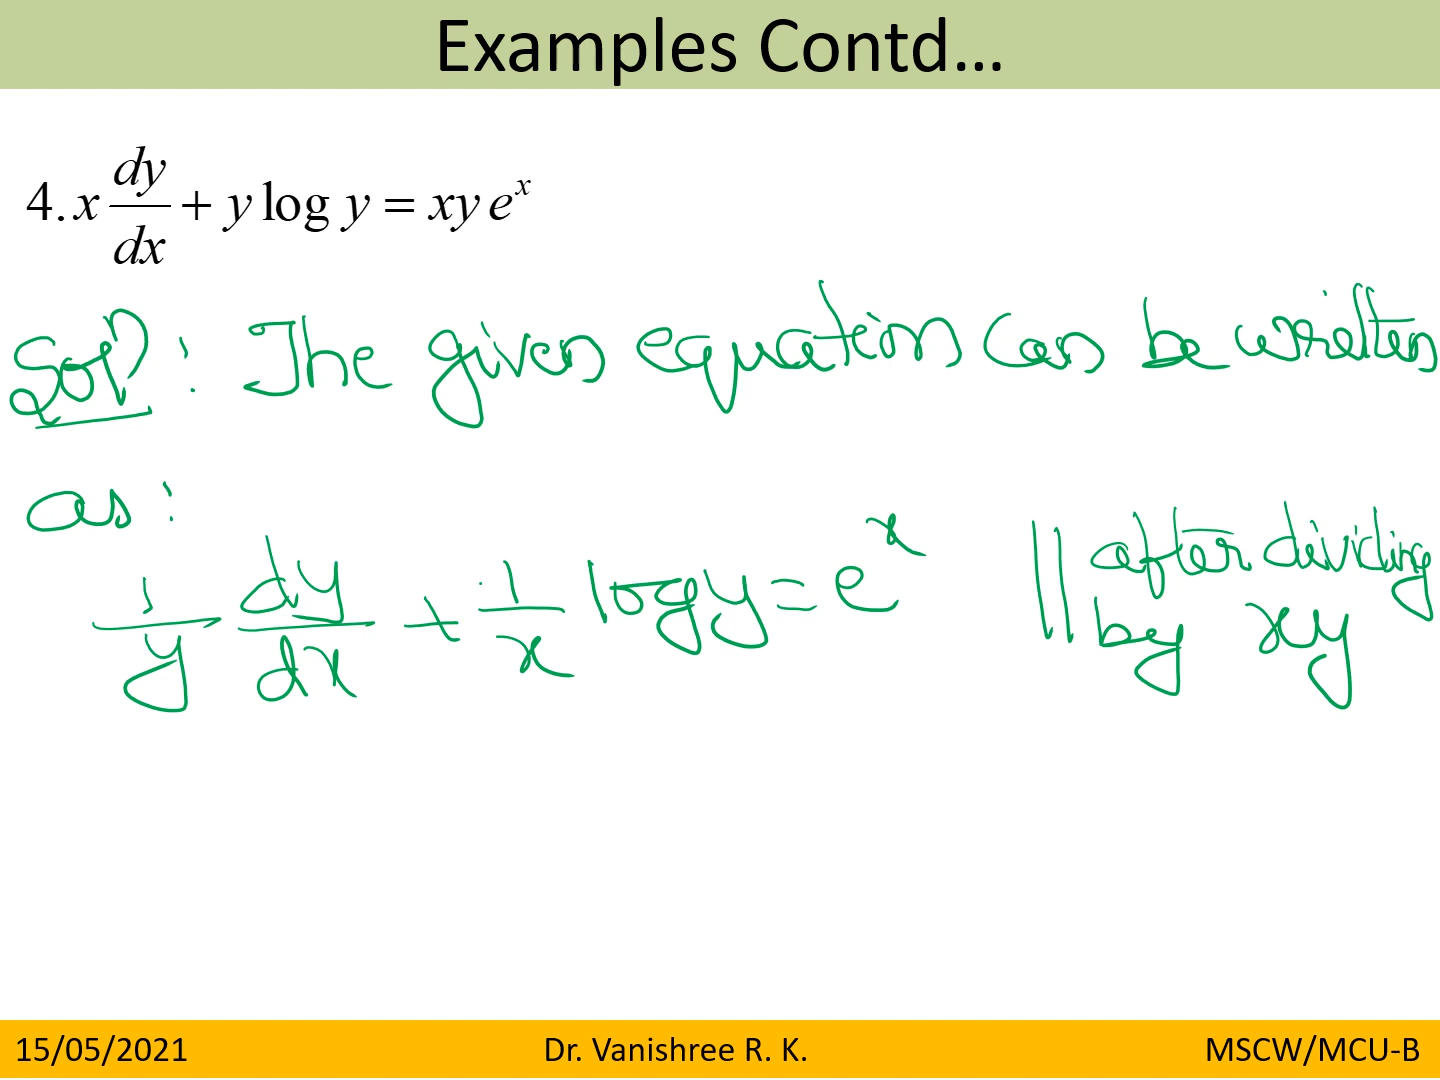 Examples Contd...
4. x dy/dx + y log y = xy e^x
Sol^n: The given equation can be written
as:
1/y dy/dx + 1/x log y = e^x || after dividing by xy
15/05/2021 Dr. Vanishree R. K. MSCW/MCU-B